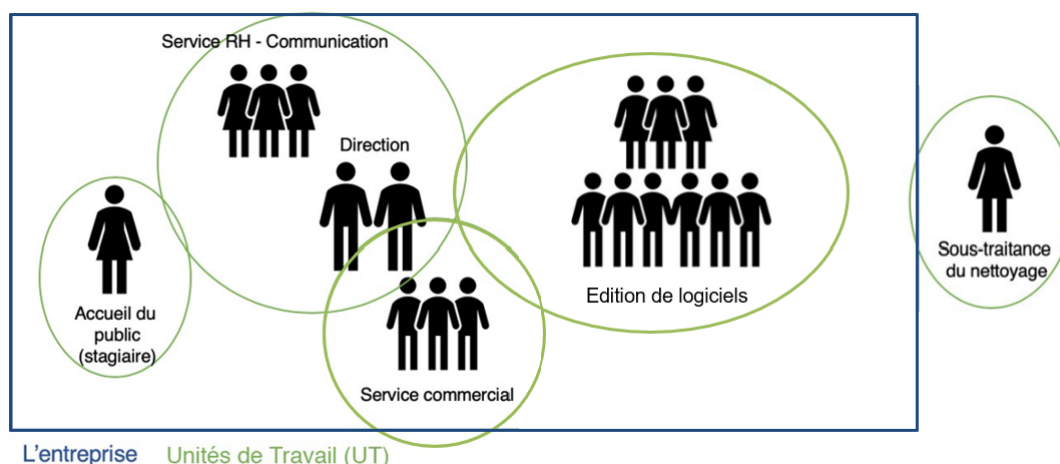 Service RH - Communication
Direction
Accueil du
public
(stagiaire)
Edition de logiciels
Service commercial
Sous-traitance
du nettoyage
L'entreprise
Unités de Travail (UT)